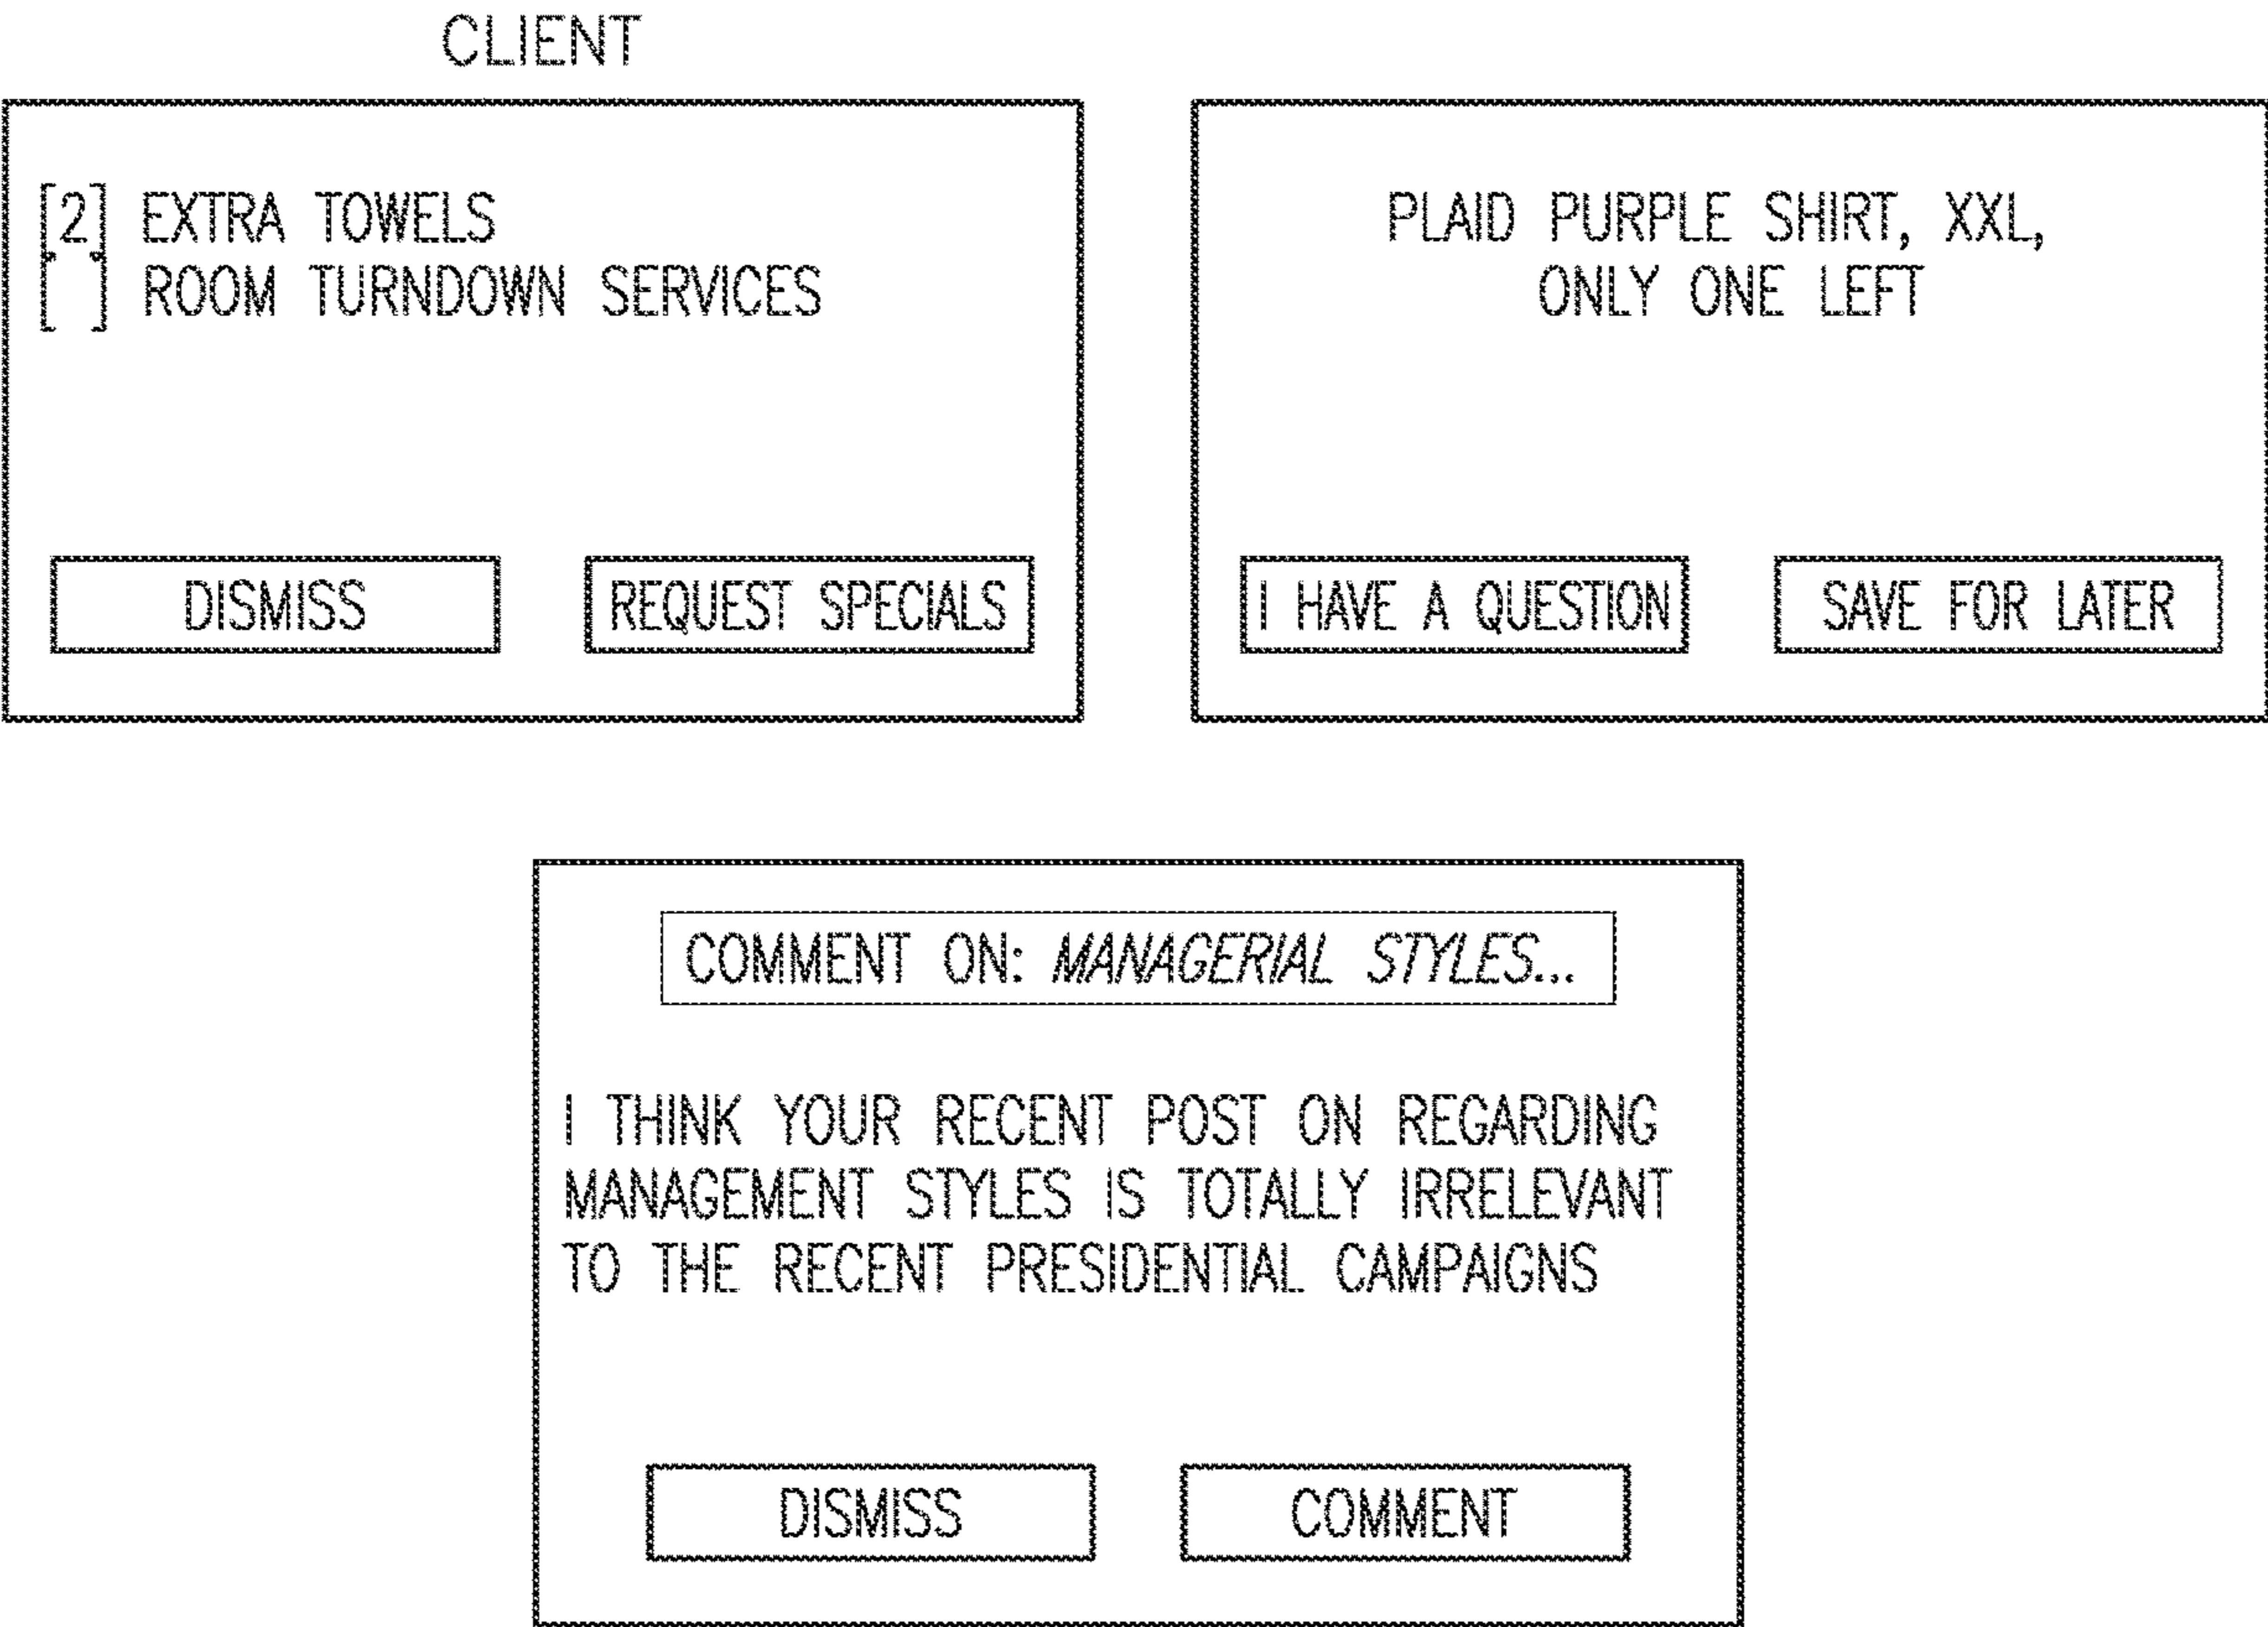 CLIENT
[2] EXTRA TOWELS
[ ] ROOM TURNDOWN SERVICES
DISMISS
REQUEST SPECIALS
PLAID PURPLE SHIRT, XXL,
ONLY ONE LEFT
I HAVE A QUESTION
SAVE FOR LATER
COMMENT ON: MANAGERIAL STYLES...
I THINK YOUR RECENT POST ON REGARDING
MANAGEMENT STYLES IS TOTALLY IRRELEVANT
TO THE RECENT PRESIDENTIAL CAMPAIGNS
DISMISS
COMMENT